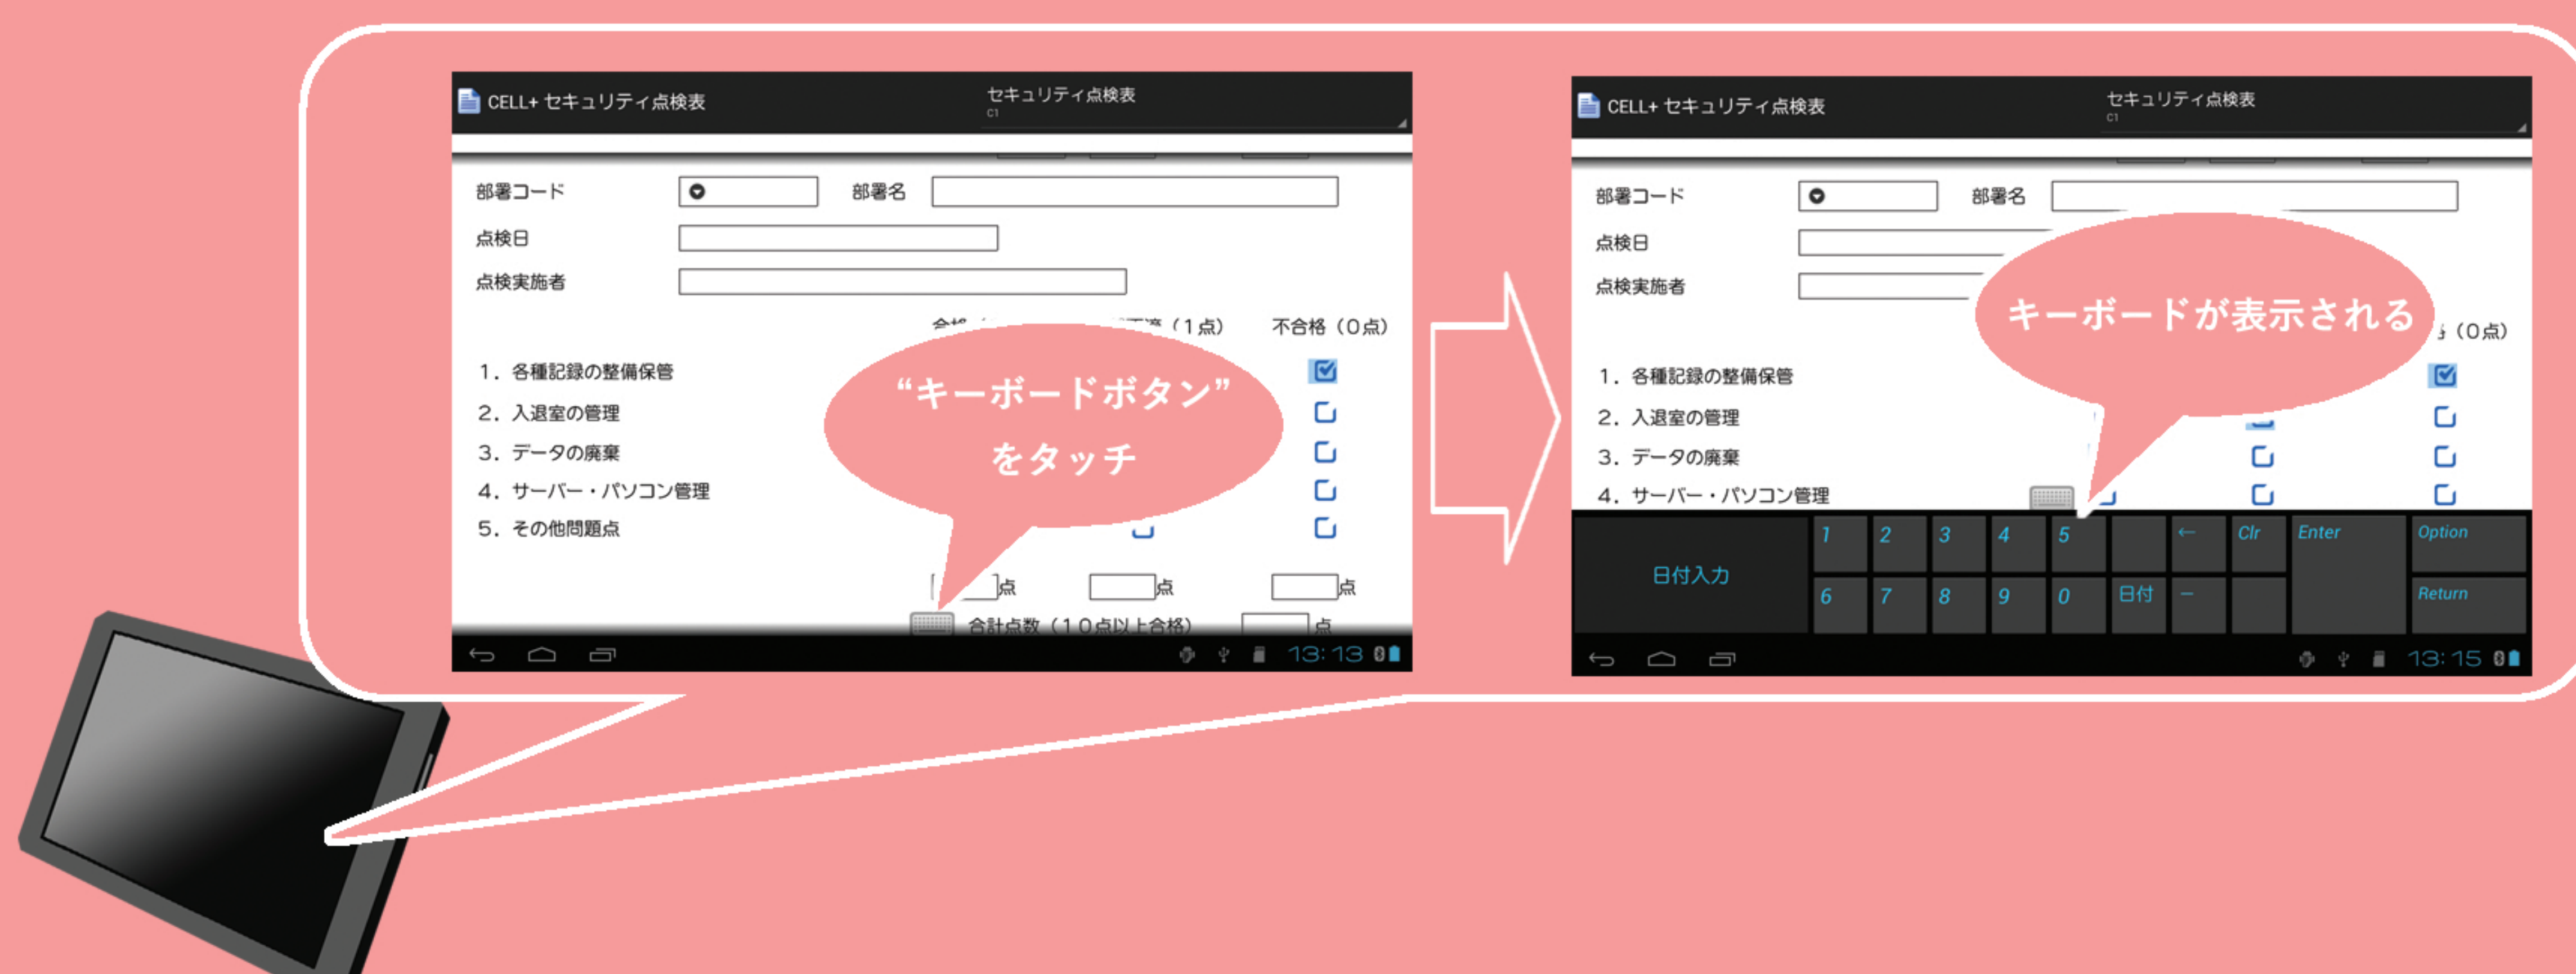 CELL+ セキュリティ点検表
セキュリティ点検表
C1
部署コード
部署名
点検日
点検実施者
（1点）
不合格（0点）
1．各種記録の整備保管
2．入退室の管理
3．データの廃棄
4．サーバー・パソコン管理
5．その他問題点
“キーボードボタン”
をタッチ
点
点
点
合計点数（10点以上合格）
点
13:13
CELL+ セキュリティ点検表
セキュリティ点検表
C1
部署コード
部署名
点検日
点検実施者
キーボードが表示される
（0点）
1．各種記録の整備保管
2．入退室の管理
3．データの廃棄
4．サーバー・パソコン管理
日付入力
1 2 3 4 5 ← Clr Enter Option
6 7 8 9 0 日付 − Return
13:15